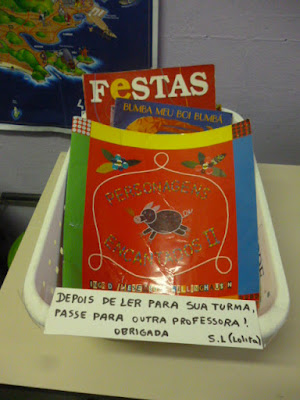 FESTAS
BUMBA MEU BOI BUMBÁ
PERSONAGENS
ENCANTADOS II
DEPOIS DE LER PARA SUA TURMA,
PASSE PARA OUTRA PROFESSORA!
OBRIGADA
S.L (Lolita)